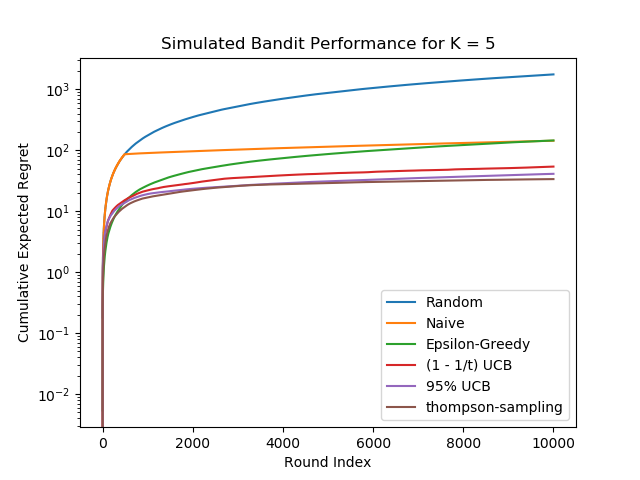 Simulated Bandit Performance for K = 5
Cumulative Expected Regret
10³
10²
10¹
10⁰
10⁻¹
10⁻²
Random
Naive
Epsilon-Greedy
(1 - 1/t) UCB
95% UCB
thompson-sampling
0 2000 4000 6000 8000 10000
Round Index